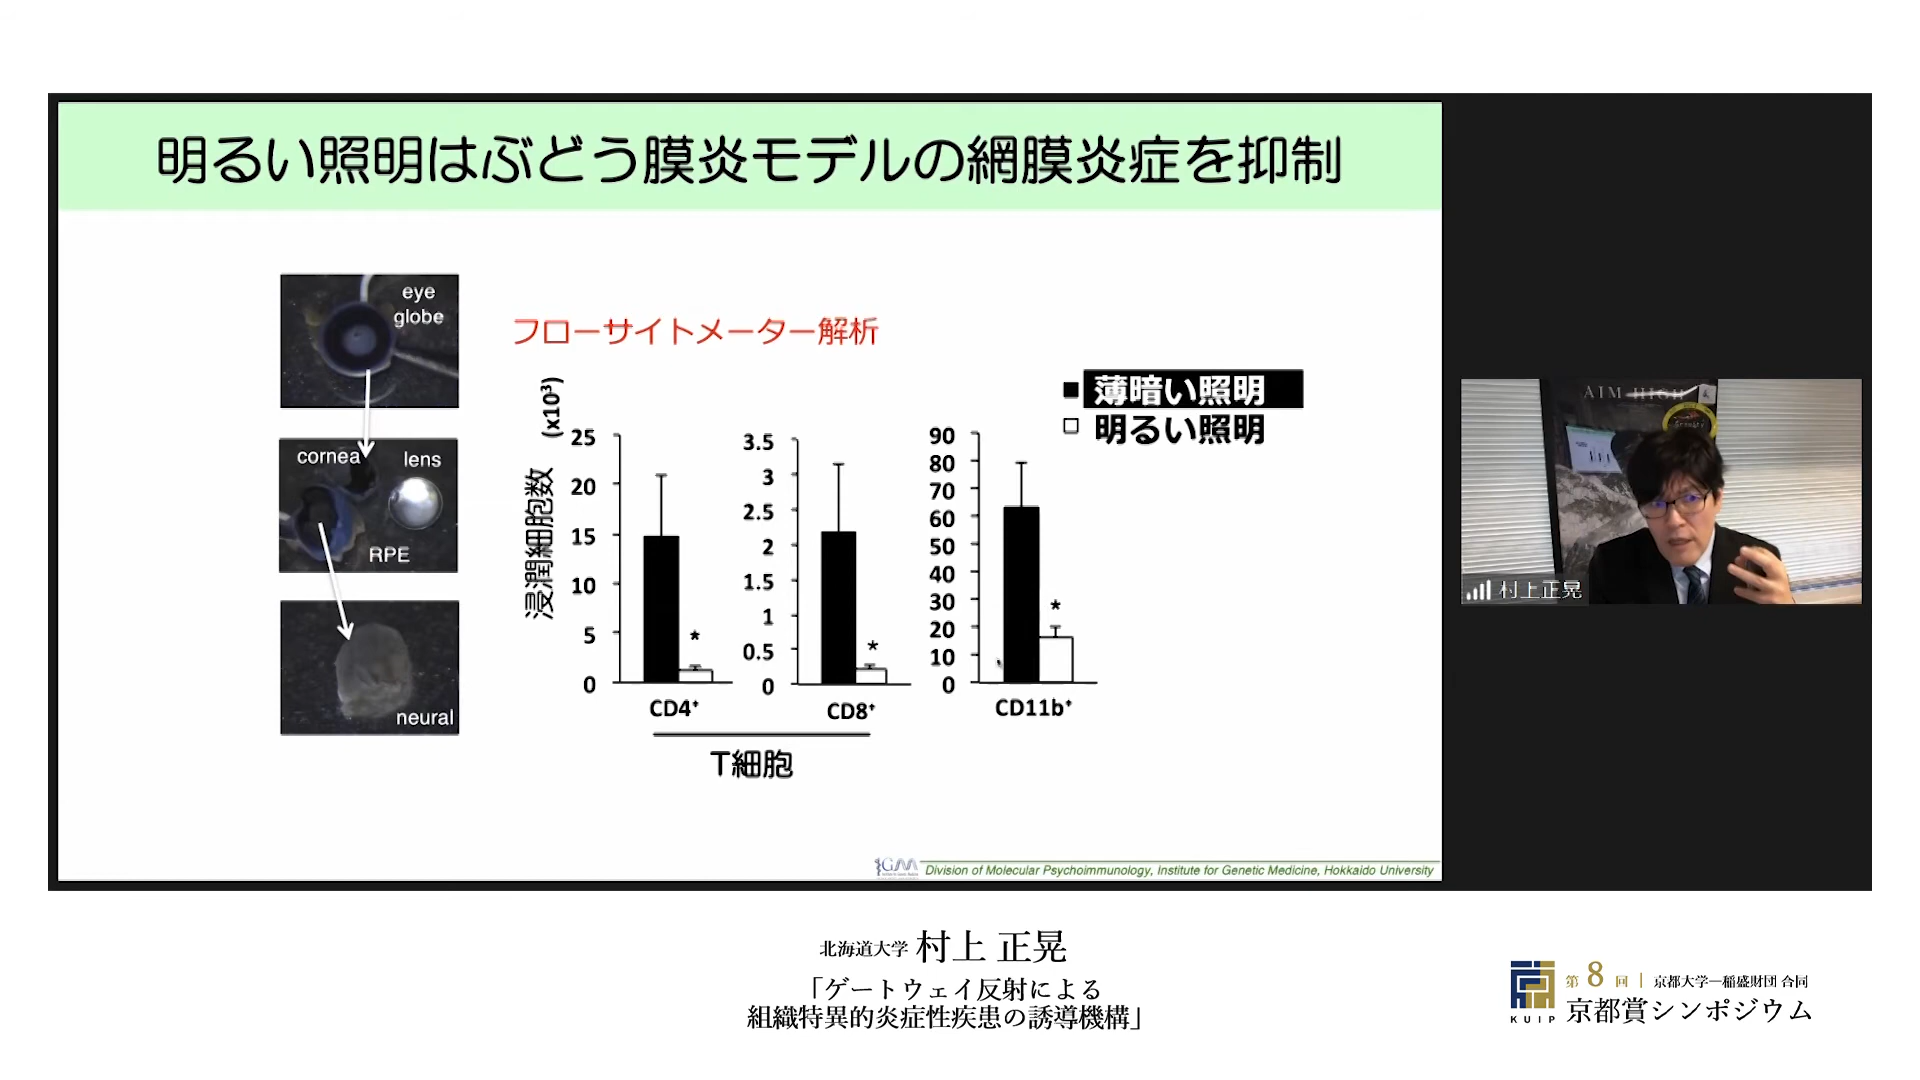 明るい照明はぶどう膜炎モデルの網膜炎症を抑制
eye
globe
cornea
lens
RPE
neural
フローサイトメーター解析
■ 薄暗い照明
□ 明るい照明
浸潤細胞数 (x10³)
25
20
15
10
5
0
CD4⁺
*
3.5
3
2.5
2
1.5
1
0.5
0
CD8⁺
*
90
80
70
60
50
40
30
20
10
0
CD11b⁺
*
T細胞
Division of Molecular Psychoimmunology, Institute for Genetic Medicine, Hokkaido University
AIM HIGH
村上正晃
北海道大学 村上 正晃
「ゲートウェイ反射による
組織特異的炎症性疾患の誘導機構」
KUIP
第8回 | 京都大学—稲盛財団 合同
京都賞シンポジウム